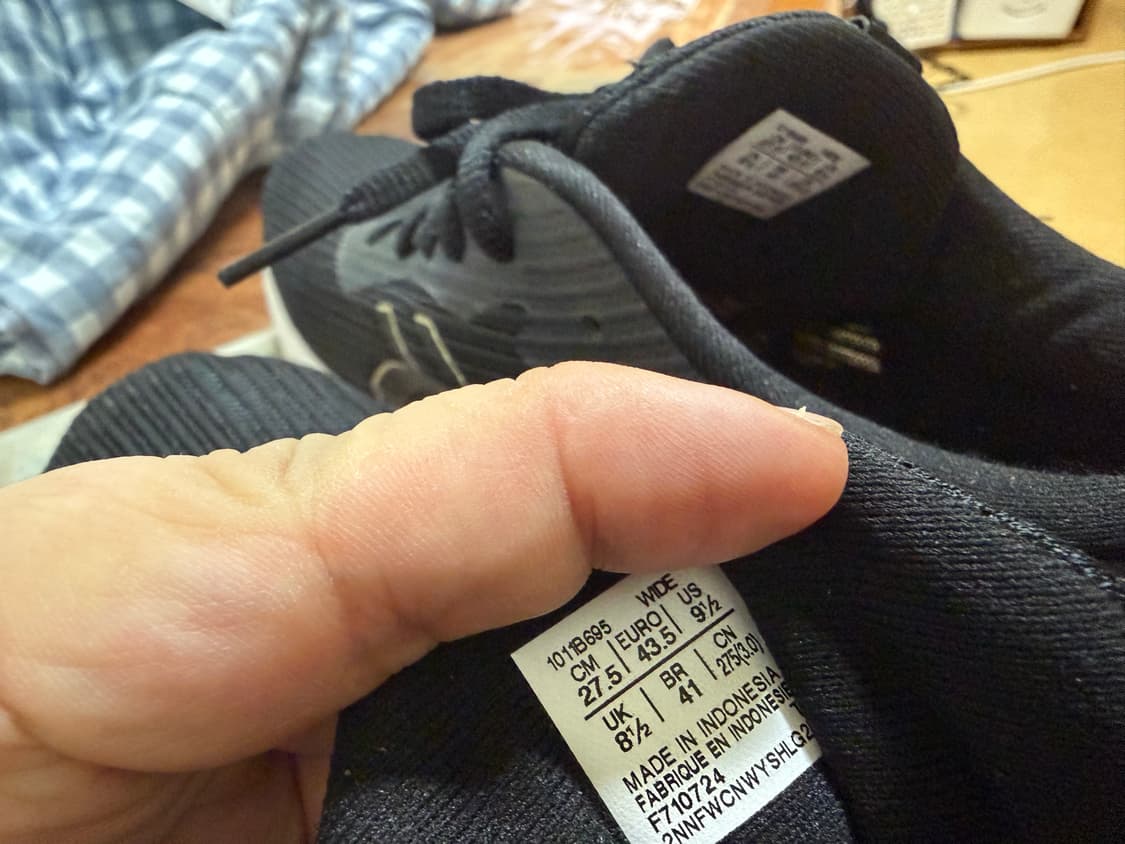 WIDE
1011B695
CM EURO US
27.5 43.5 9½
UK BR CN
8½ 41 275(3.0)
MADE IN INDONESIA
FABRIQUE EN INDONESIE
F710724
2NNFWCNWYSHLG2